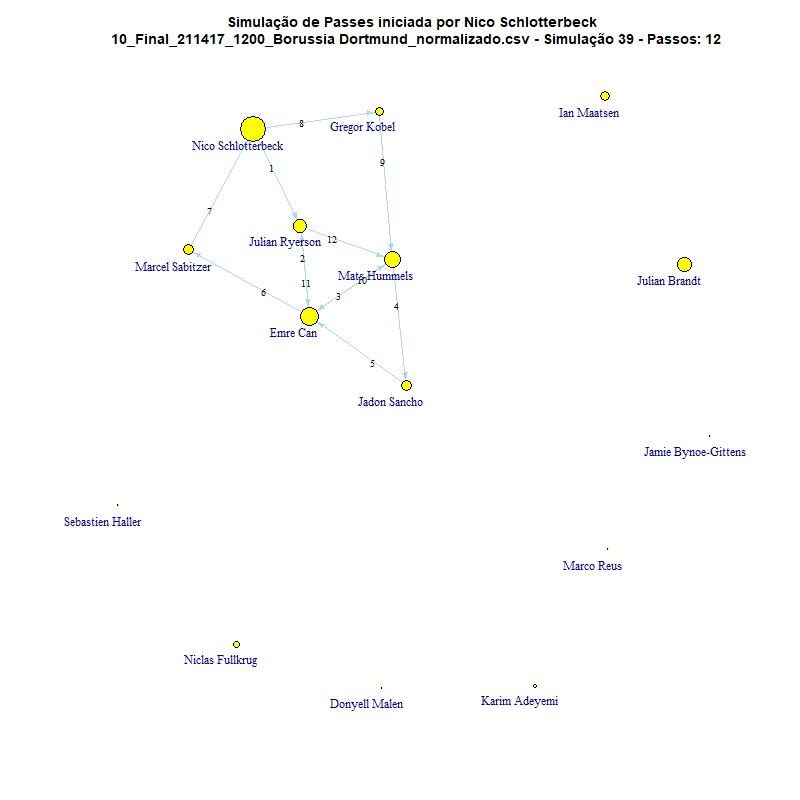 Simulação de Passes iniciada por Nico Schlotterbeck
10_Final_211417_1200_Borussia Dortmund_normalizado.csv - Simulação 39 - Passos: 12
Ian Maatsen
8
Gregor Kobel
Nico Schlotterbeck
9
1
7
Julian Ryerson
12
2
Marcel Sabitzer
Mats Hummels
10
Julian Brandt
11
6
3
4
Emre Can
5
Jadon Sancho
Jamie Bynoe-Gittens
Sebastien Haller
Marco Reus
Niclas Fullkrug
Donyell Malen
Karim Adeyemi